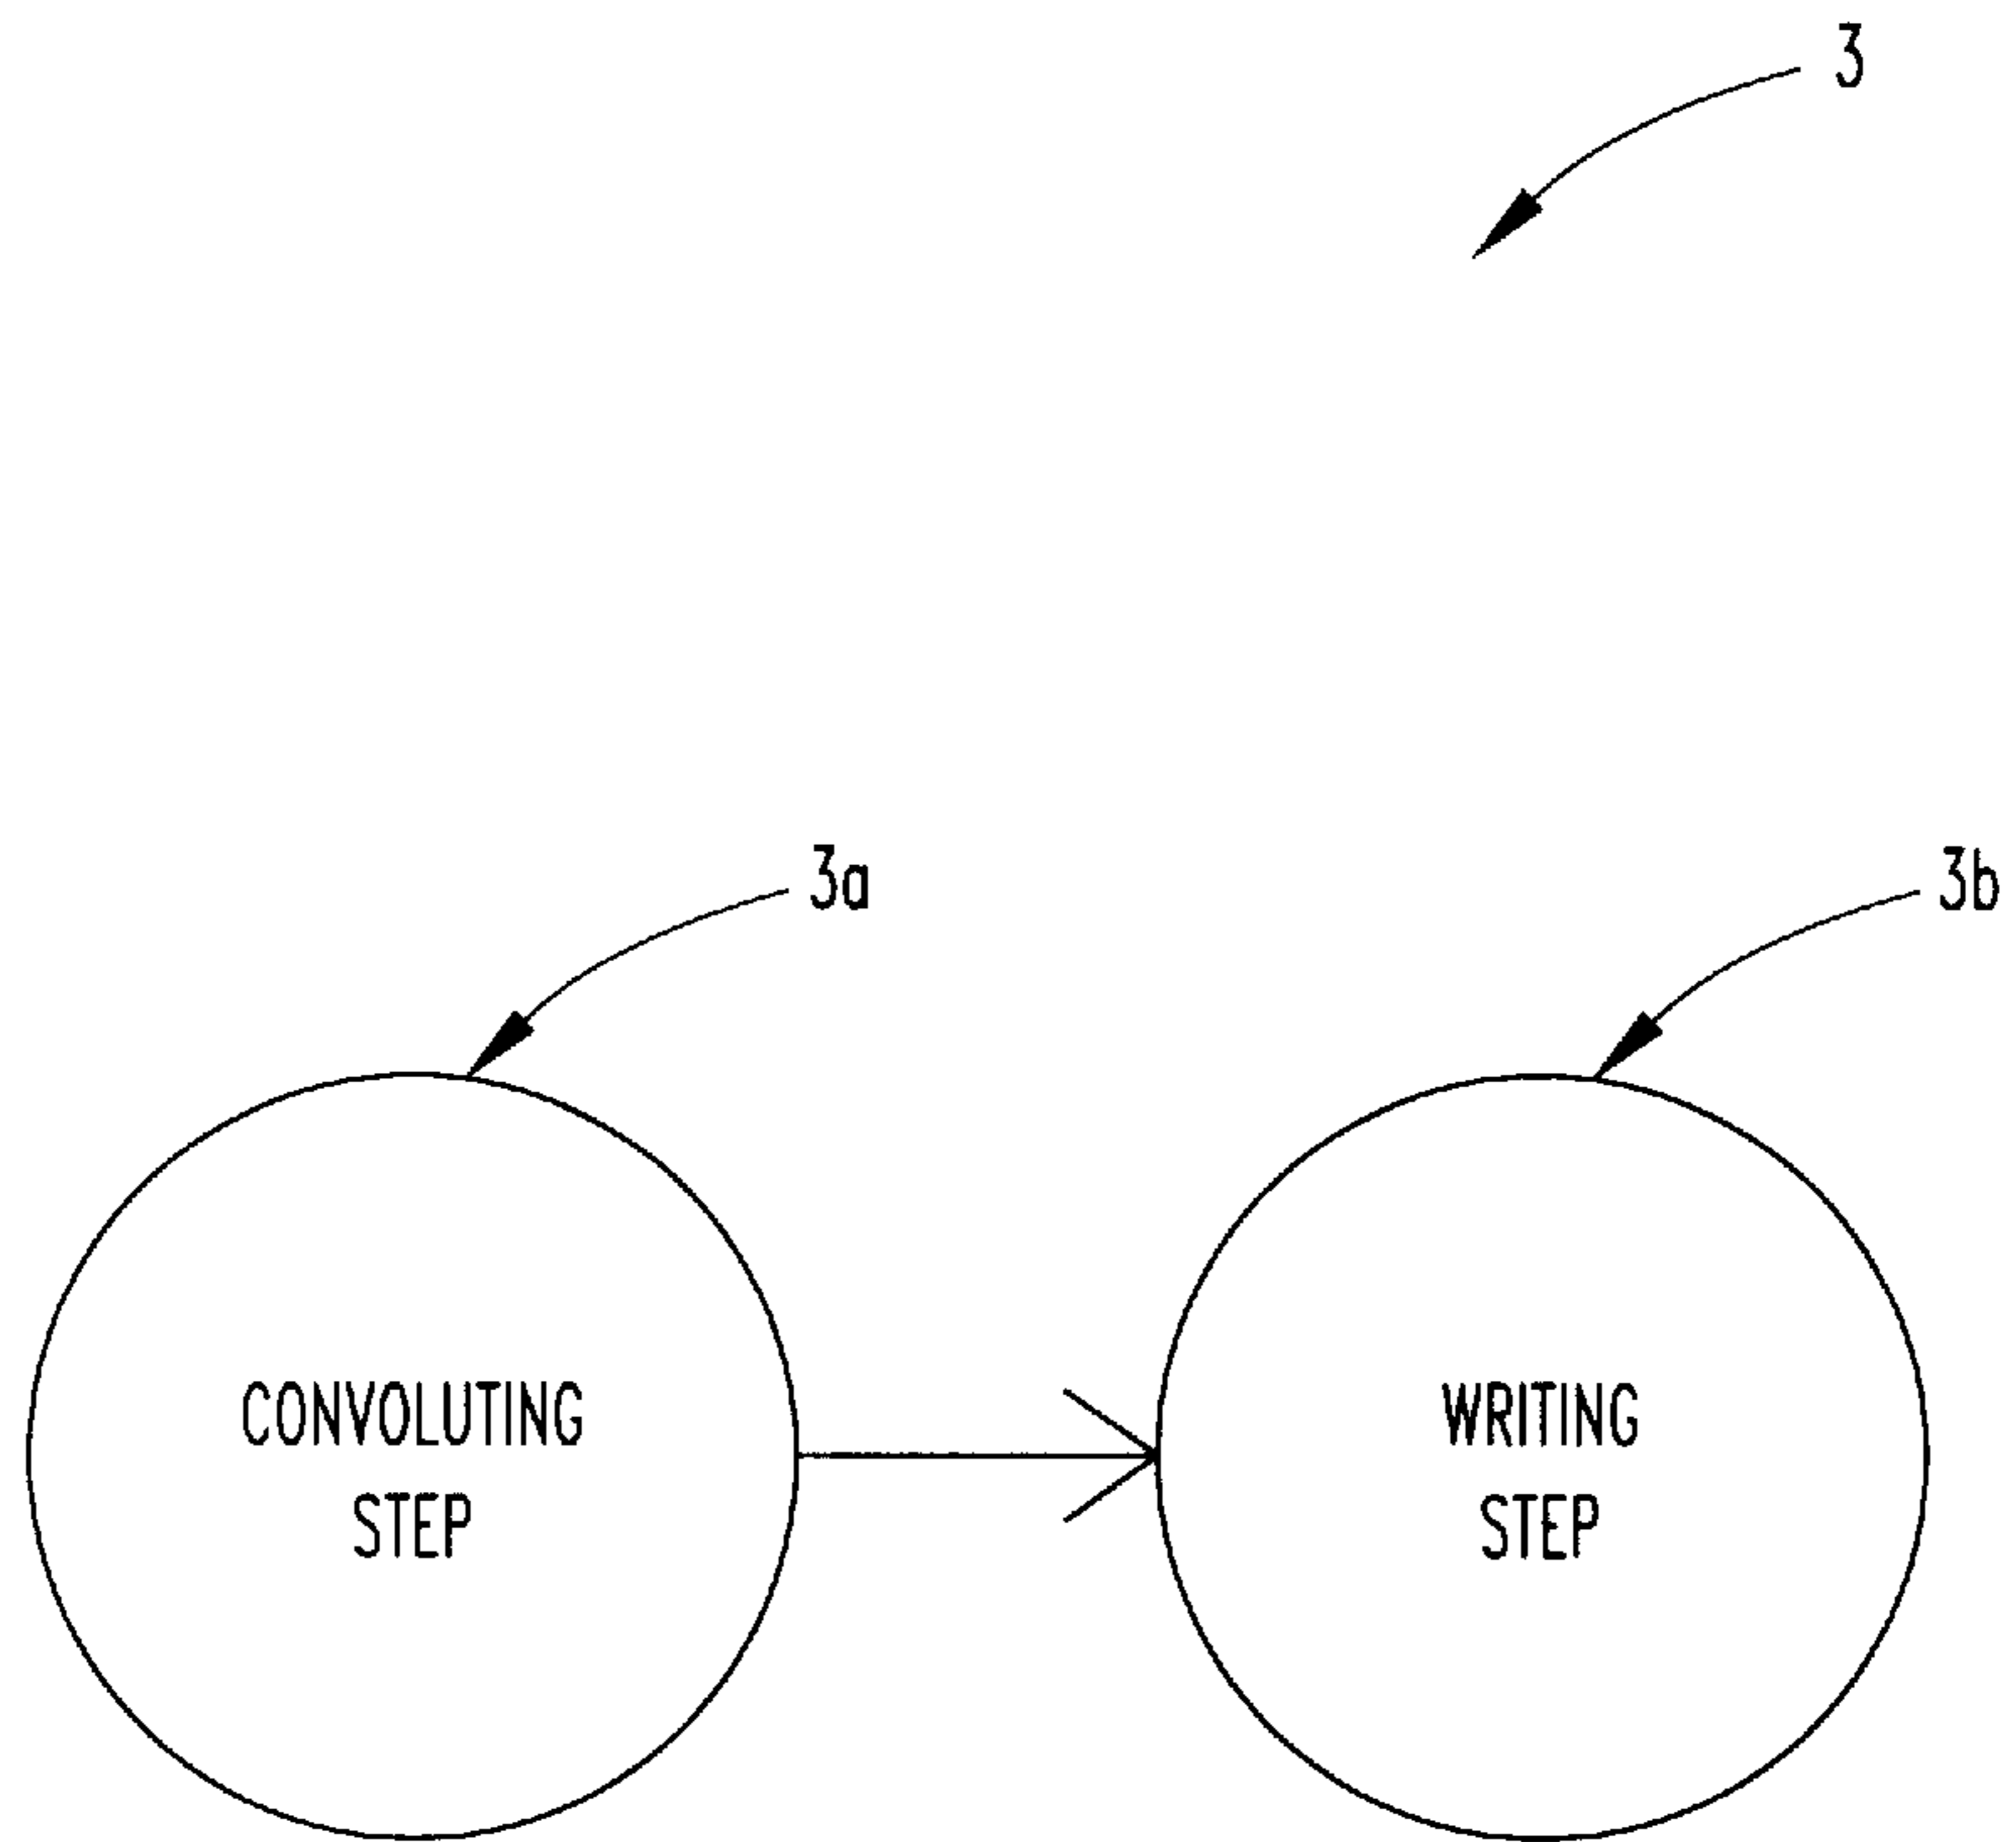 3
3a
3b
CONVOLUTING
STEP
WRITING
STEP